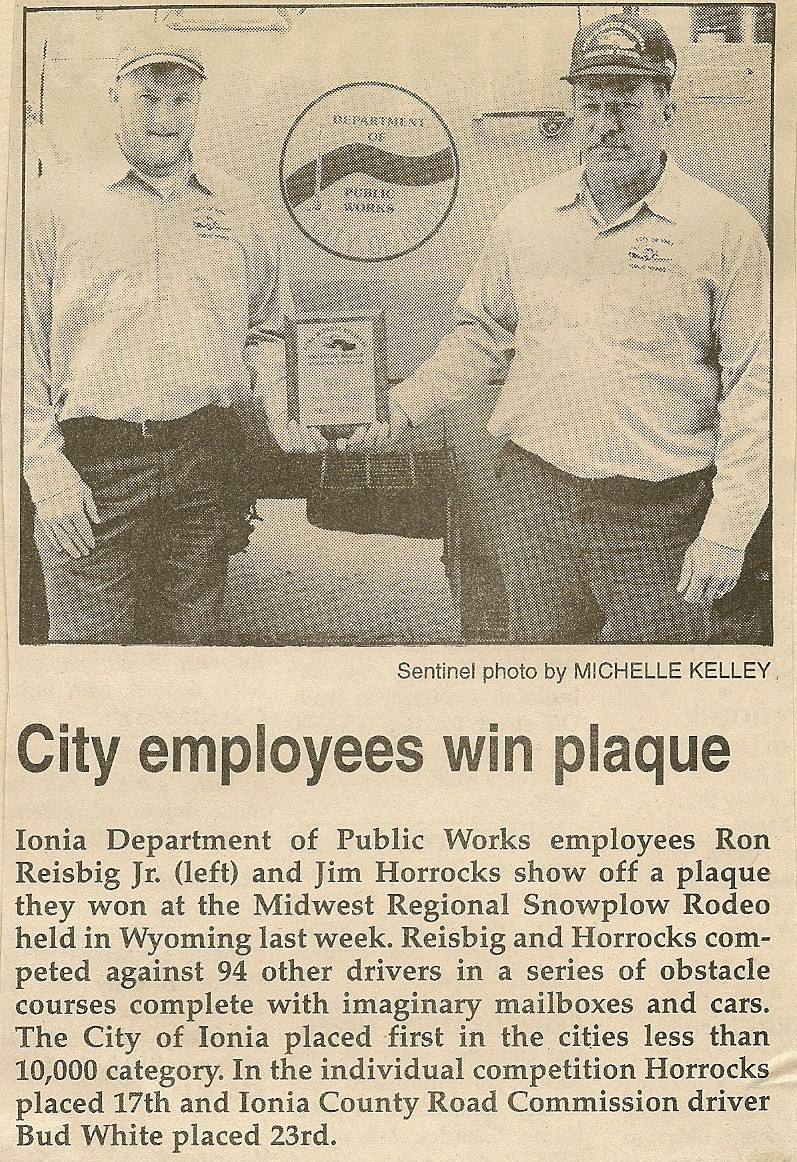 DEPARTMENT
OF
PUBLIC
WORKS
Sentinel photo by MICHELLE KELLEY
City employees win plaque
Ionia Department of Public Works employees Ron
Reisbig Jr. (left) and Jim Horrocks show off a plaque
they won at the Midwest Regional Snowplow Rodeo
held in Wyoming last week. Reisbig and Horrocks com-
peted against 94 other drivers in a series of obstacle
courses complete with imaginary mailboxes and cars.
The City of Ionia placed first in the cities less than
10,000 category. In the individual competition Horrocks
placed 17th and Ionia County Road Commission driver
Bud White placed 23rd.